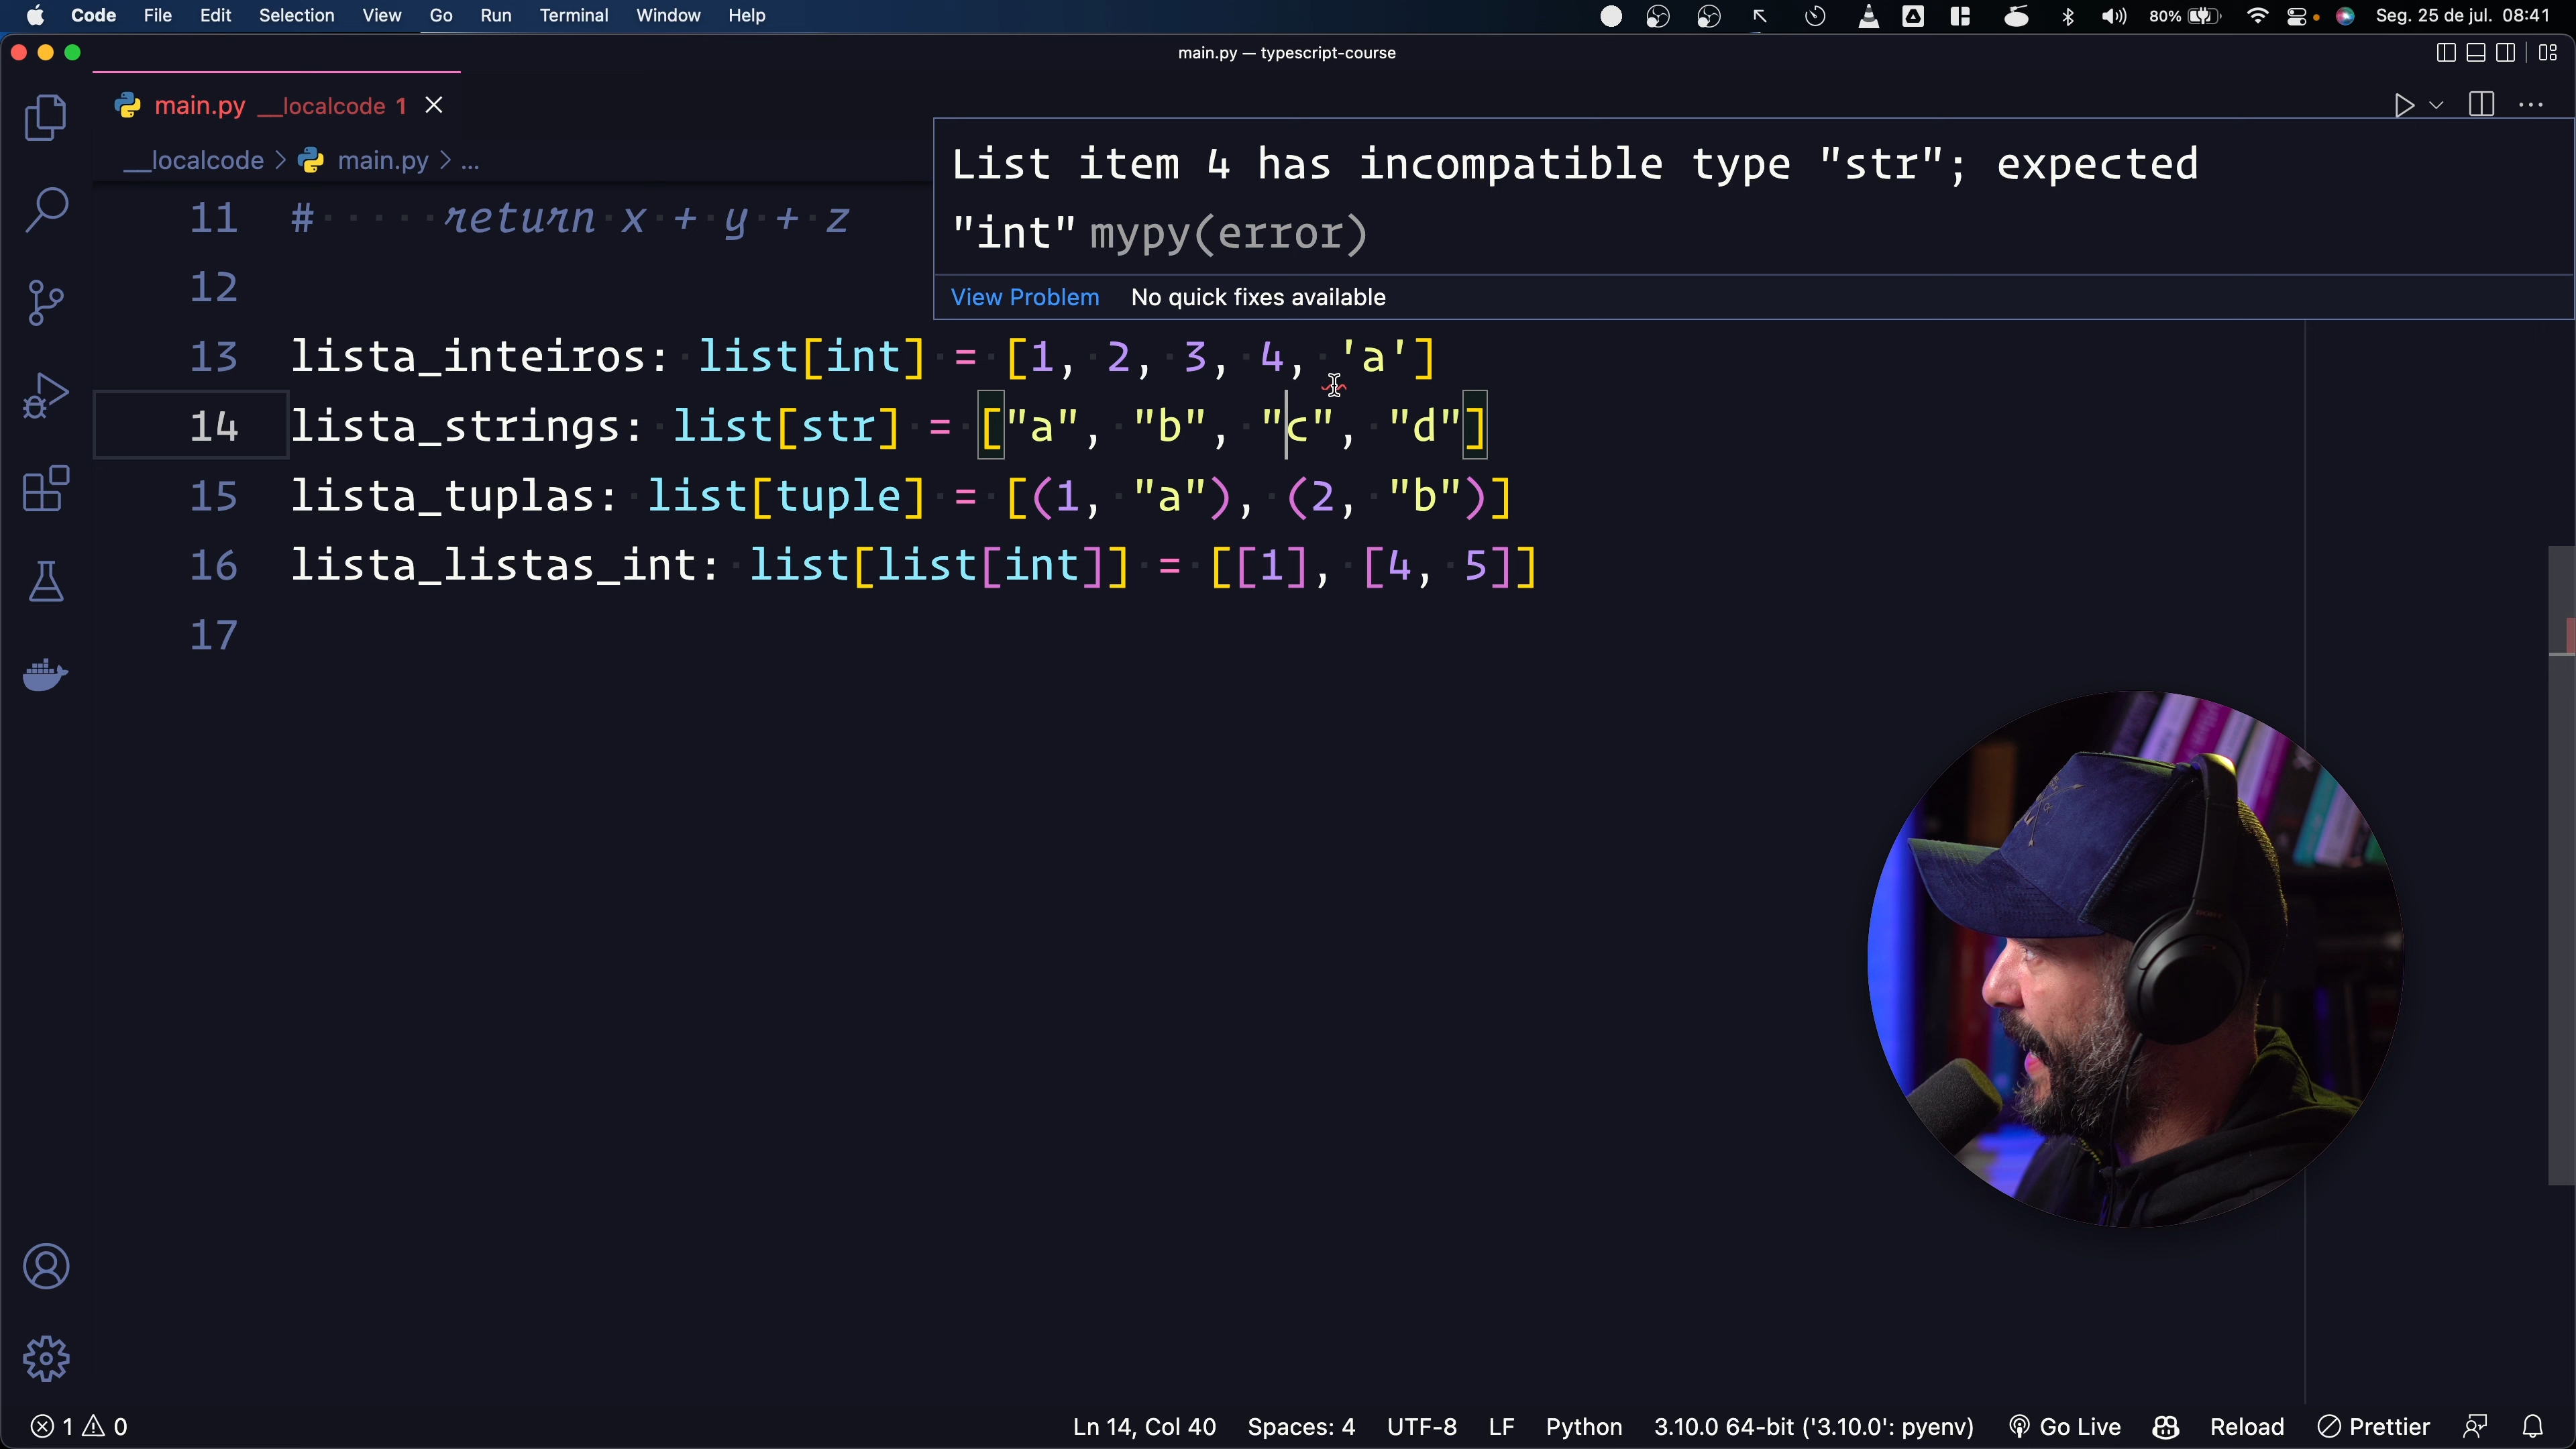 Code File Edit Selection View Go Run Terminal Window Help 80% Seg. 25 de jul. 08:41
main.py — typescript-course
main.py __localcode 1
__localcode > main.py > ...
List item 4 has incompatible type "str"; expected
"int" mypy(error)
View Problem No quick fixes available
11 # return x + y + z
12
13 lista_inteiros: list[int] = [1, 2, 3, 4, 'a']
14 lista_strings: list[str] = ["a", "b", "c", "d"]
15 lista_tuplas: list[tuple] = [(1, "a"), (2, "b")]
16 lista_listas_int: list[list[int]] = [[1], [4, 5]]
17
1 0 Ln 14, Col 40 Spaces: 4 UTF-8 LF Python 3.10.0 64-bit ('3.10.0': pyenv) Go Live Reload Prettier